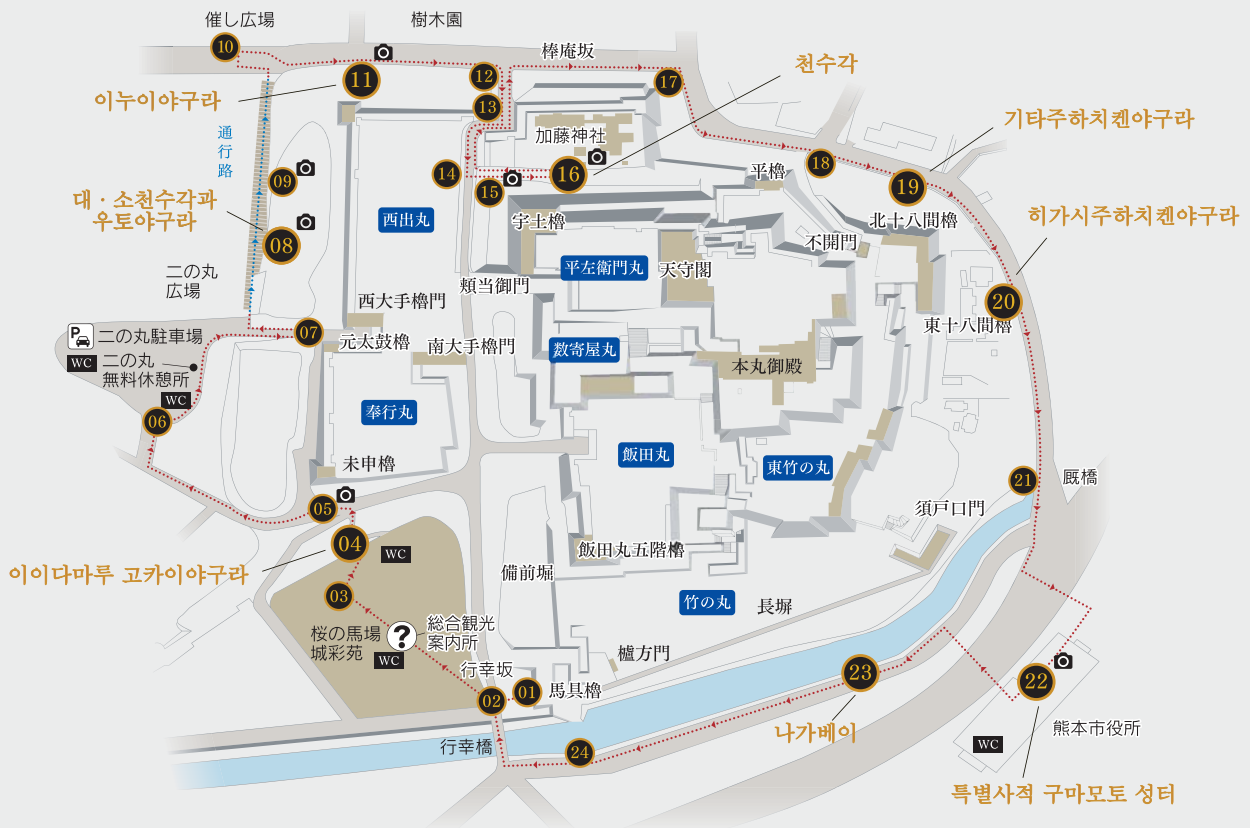 催し広場
樹木園
10
11
12
棒庵坂
천수각
17
이누이야구라
13
加藤神社
기타주하치켄야구라
通行路
09
14
15
16
平櫓
18
19
대・소천수각과
우토야구라
08
西出丸
宇土櫓
不開門
北十八間櫓
히가시주하치켄야구라
二の丸
広場
頬当御門
平左衛門丸
天守閣
20
西大手櫓門
東十八間櫓
P
二の丸駐車場
07
元太鼓櫓
南大手櫓門
数寄屋丸
WC
二の丸
無料休憩所
本丸御殿
WC
06
奉行丸
未申櫓
飯田丸
東竹の丸
21
厩橋
05
須戸口門
04
WC
飯田丸五階櫓
이이다마루 고카이야구라
備前堀
03
竹の丸
長塀
桜の馬場
城彩苑
?
総合観光
案内所
WC
行幸坂
櫨方門
02
01
馬具櫓
23
22
나가베이
熊本市役所
行幸橋
24
WC
특별사적 구마모토 성터